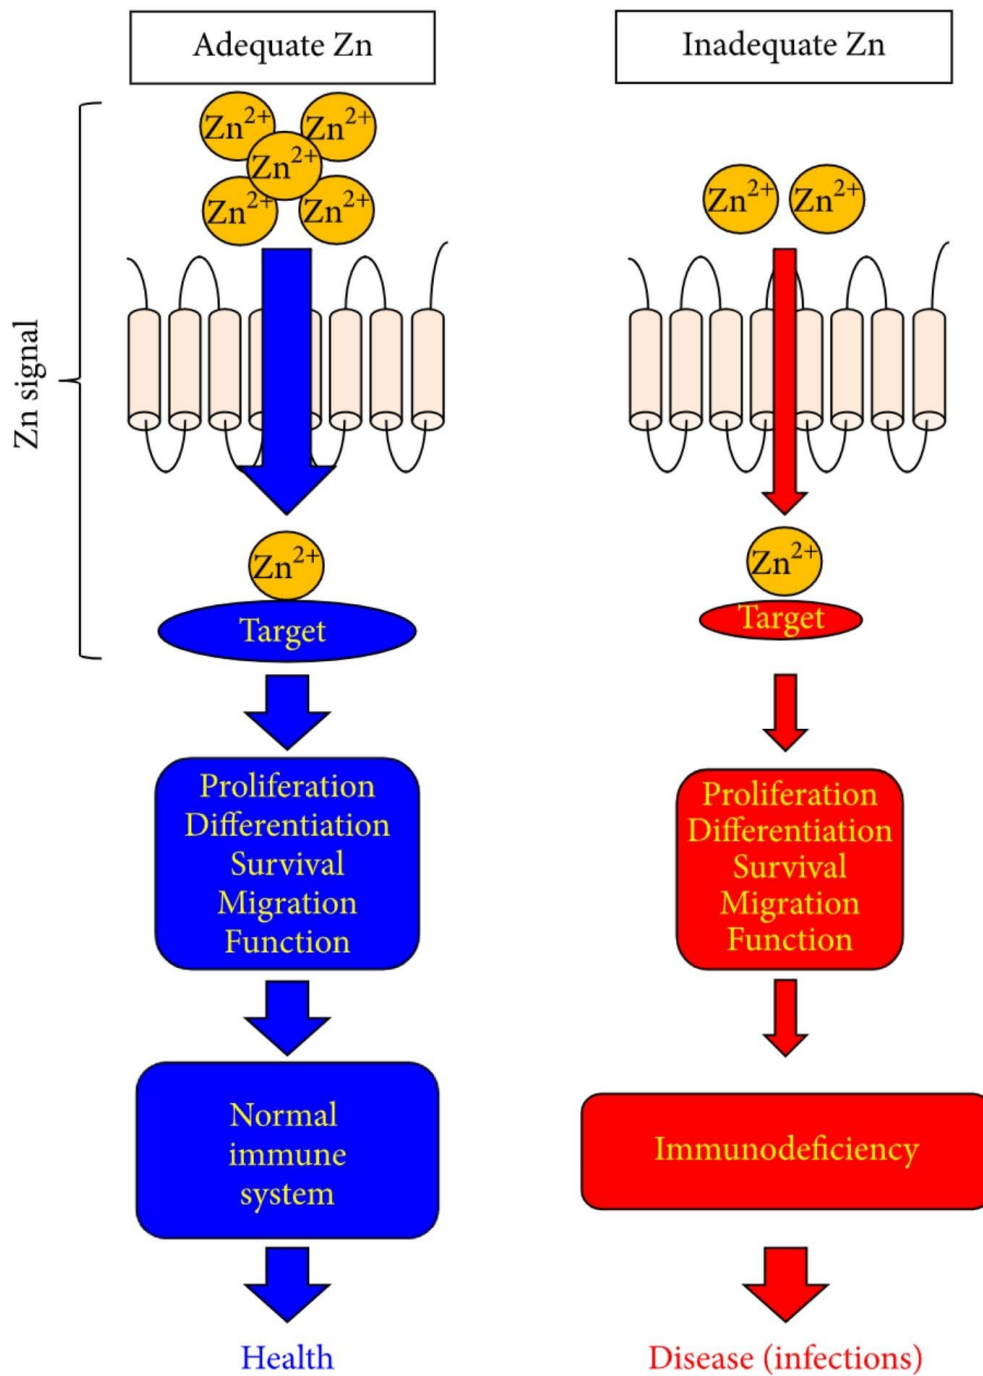 Adequate Zn
Inadequate Zn
Zn signal
Zn2+
Zn2+
Zn2+
Zn2+
Zn2+
Zn2+
Zn2+
Zn2+
Target
Zn2+
Target
Proliferation
Differentiation
Survival
Migration
Function
Proliferation
Differentiation
Survival
Migration
Function
Normal
immune
system
Immunodeficiency
Health
Disease (infections)